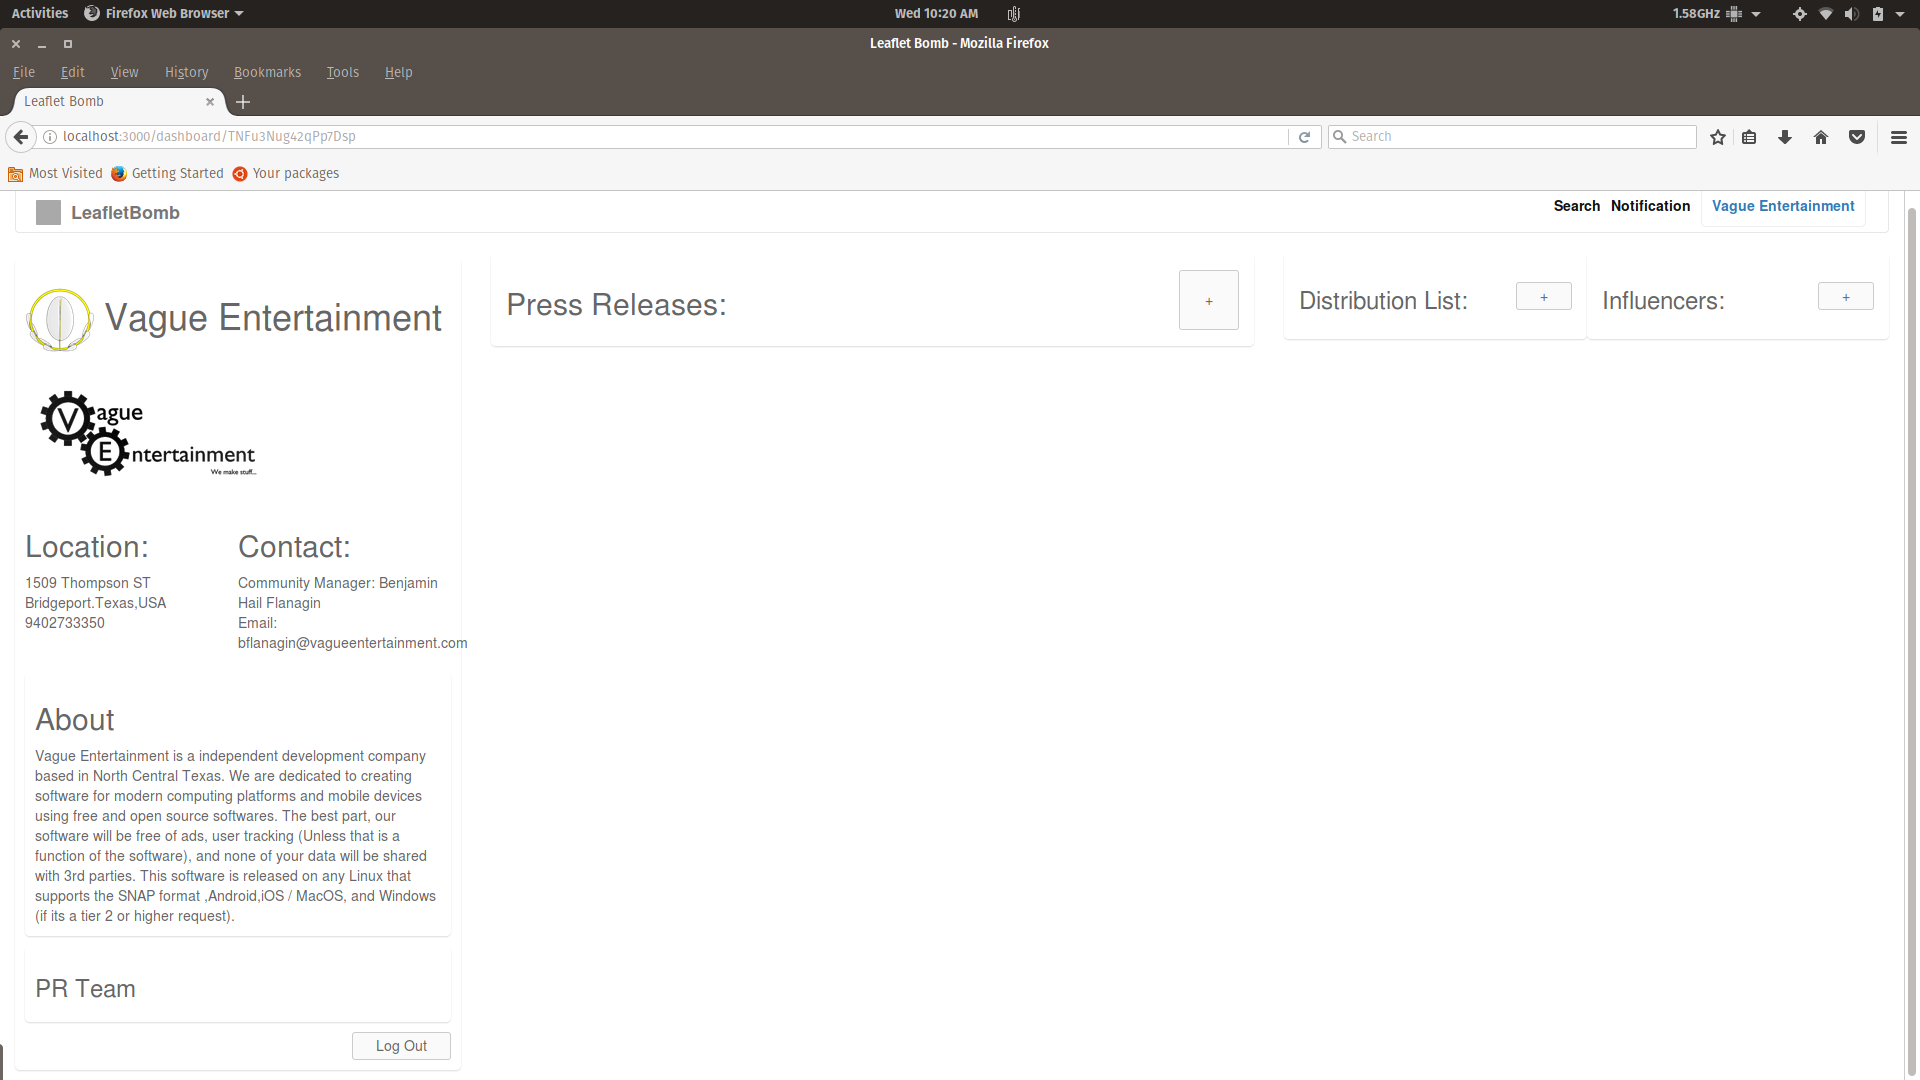 Activities Firefox Web Browser Wed 10:20 AM 1.58GHz
Leaflet Bomb - Mozilla Firefox
File Edit View History Bookmarks Tools Help
Leaflet Bomb
localhost:3000/dashboard/TNFu3Nug42qPp7Dsp Search
Most Visited Getting Started Your packages
LeafletBomb Search Notification Vague Entertainment
Vague Entertainment
Press Releases: +
Distribution List: +
Influencers: +
Vague
Entertainment
We make stuff...
Location:
1509 Thompson ST
Bridgeport.Texas,USA
9402733350
Contact:
Community Manager: Benjamin
Hail Flanagin
Email:
bflanagin@vagueentertainment.com
About
Vague Entertainment is a independent development company
based in North Central Texas. We are dedicated to creating
software for modern computing platforms and mobile devices
using free and open source softwares. The best part, our
software will be free of ads, user tracking (Unless that is a
function of the software), and none of your data will be shared
with 3rd parties. This software is released on any Linux that
supports the SNAP format ,Android,iOS / MacOS, and Windows
(if its a tier 2 or higher request).
PR Team
Log Out